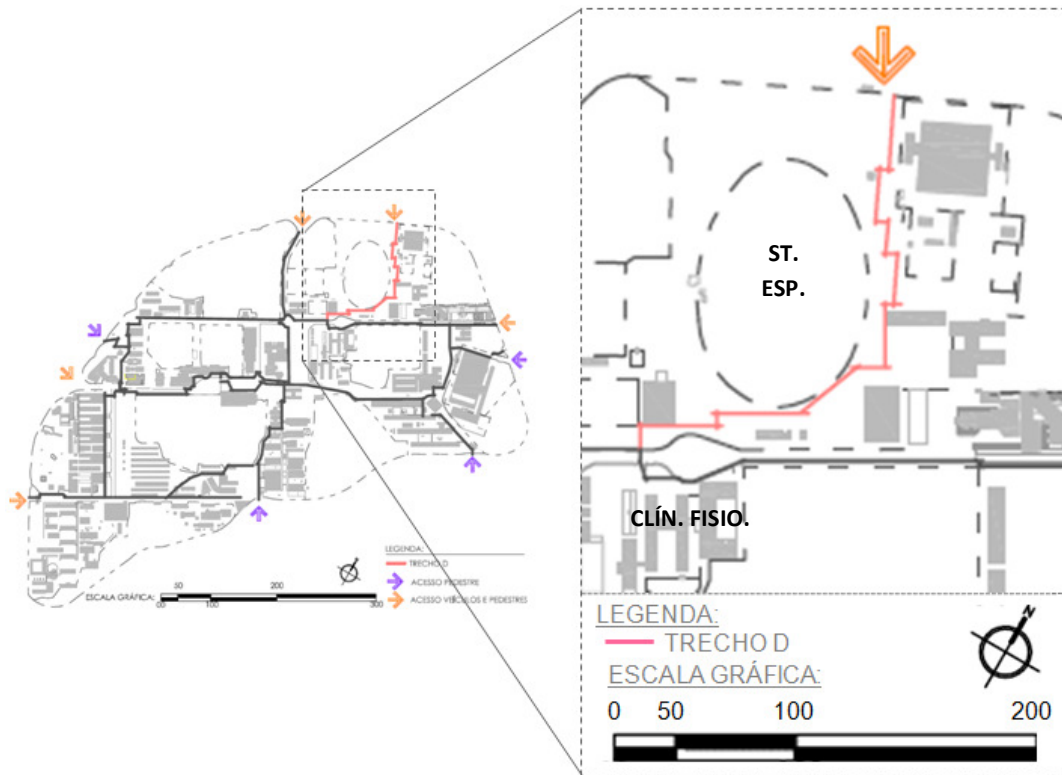 ST.
ESP.
CLÍN. FISIO.
LEGENDA:
TRECHO D
ACESSO PEDESTRE
ACESSO VEÍCULOS E PEDESTRES
N
ESCALA GRÁFICA:
50 200
00 100 300
LEGENDA:
TRECHO D
N
ESCALA GRÁFICA:
0 50 100 200